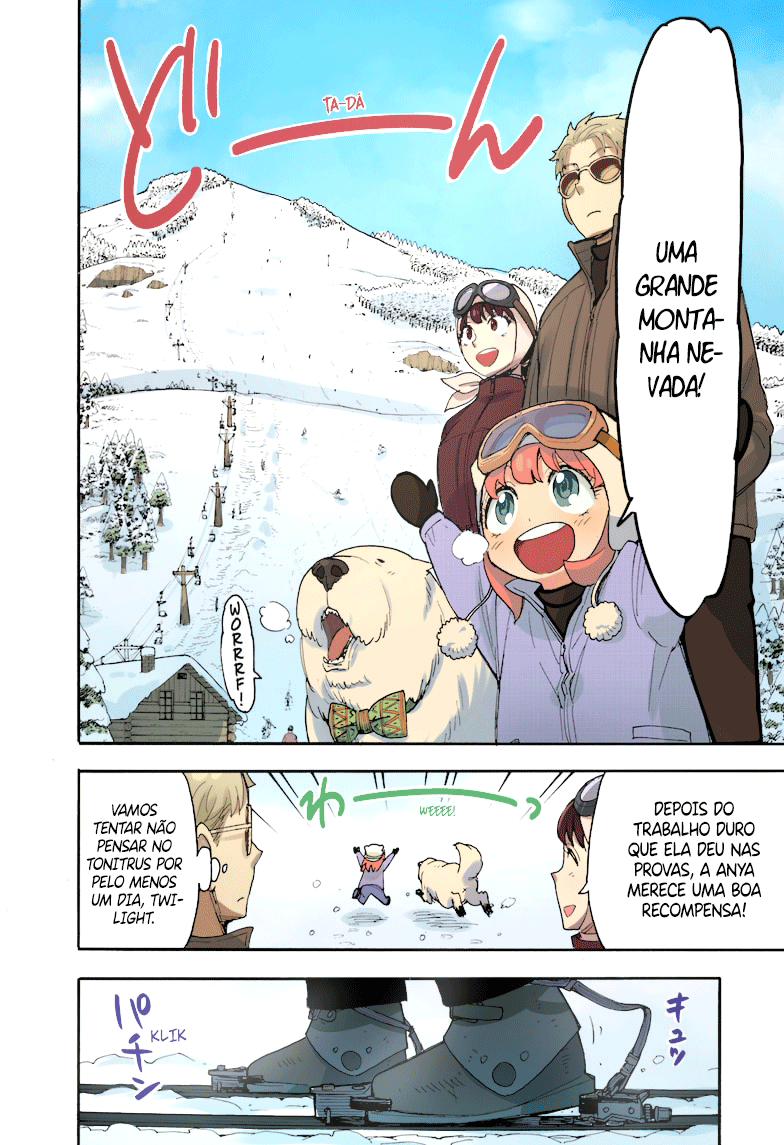 どーん
TA-DÁ
UMA
GRANDE
MONTA-
NHA NE-
VADA!
WORRRF!
わーっ
WEEEE!
DEPOIS DO
TRABALHO DURO
QUE ELA DEU NAS
PROVAS, A ANYA
MERECE UMA BOA
RECOMPENSA!
VAMOS
TENTAR NÃO
PENSAR NO
TONITRUS POR
PELO MENOS
UM DIA, TWI-
LIGHT.
キュッ
パチン
KLIK